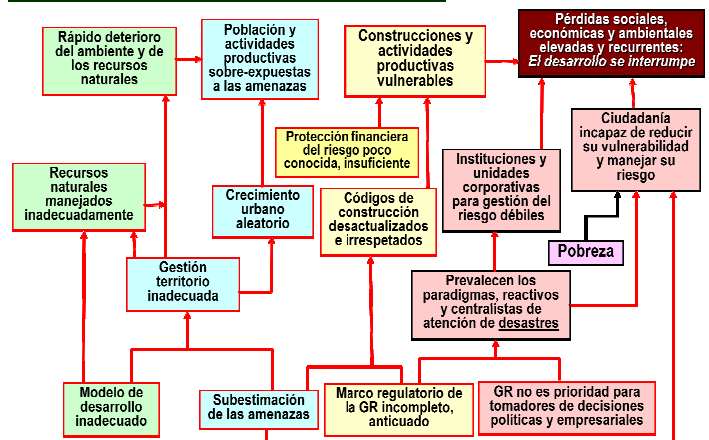 Rápido deterioro
del ambiente y de
los recursos
naturales
Población y
actividades
productivas
sobre-expuestas
a las amenazas
Construcciones y
actividades
productivas
vulnerables
Pérdidas sociales,
económicas y ambientales
elevadas y recurrentes:
El desarrollo se interrumpe
Protección financiera
del riesgo poco
conocida, insuficiente
Ciudadanía
incapaz de reducir
su vulnerabilidad
y manejar su
riesgo
Recursos
naturales
manejados
inadecuadamente
Crecimiento
urbano
aleatorio
Códigos de
construcción
desactualizados
e irrespetados
Instituciones y
unidades
corporativas
para gestión del
riesgo débiles
Pobreza
Gestión
territorio
inadecuada
Prevalecen los
paradigmas, reactivos
y centralistas de
atención de desastres
Modelo de
desarrollo
inadecuado
Subestimación
de las amenazas
Marco regulatorio de
la GR incompleto,
anticuado
GR no es prioridad para
tomadores de decisiones
políticas y empresariales